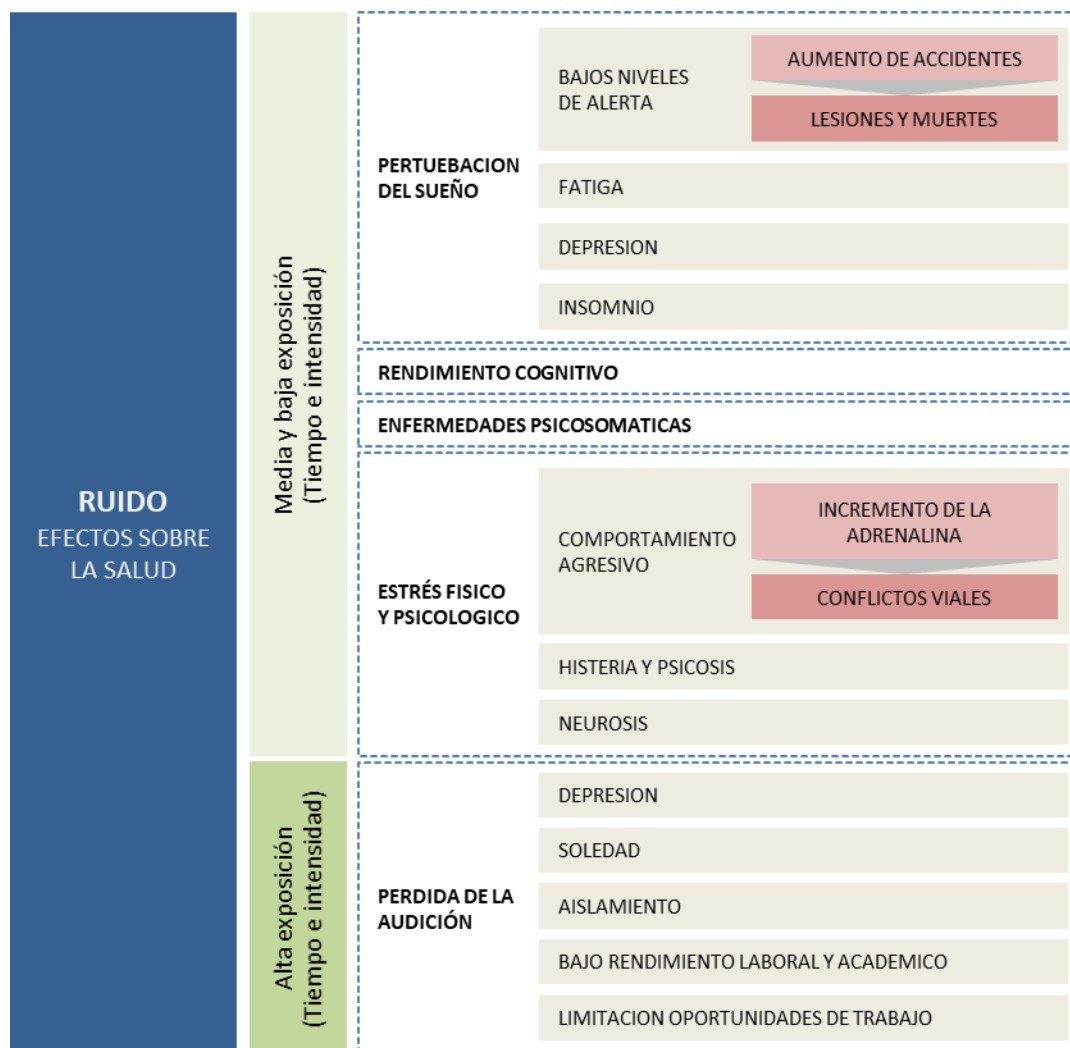 RUIDO
EFECTOS SOBRE
LA SALUD
Media y baja exposición
(Tiempo e intensidad)
PERTUEBACION
DEL SUEÑO
BAJOS NIVELES
DE ALERTA
AUMENTO DE ACCIDENTES
LESIONES Y MUERTES
FATIGA
DEPRESION
INSOMNIO
RENDIMIENTO COGNITIVO
ENFERMEDADES PSICOSOMATICAS
ESTRÉS FISICO
Y PSICOLOGICO
COMPORTAMIENTO
AGRESIVO
INCREMENTO DE LA
ADRENALINA
CONFLICTOS VIALES
HISTERIA Y PSICOSIS
NEUROSIS
Alta exposición
(Tiempo e intensidad)
PERDIDA DE LA
AUDICIÓN
DEPRESION
SOLEDAD
AISLAMIENTO
BAJO RENDIMIENTO LABORAL Y ACADEMICO
LIMITACION OPORTUNIDADES DE TRABAJO